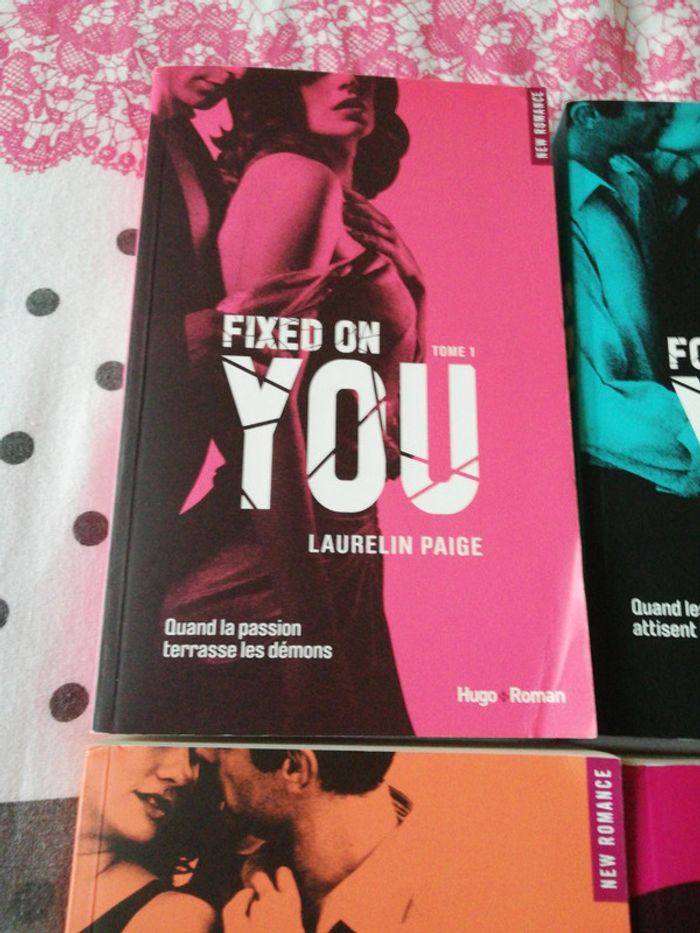 NEW ROMANCE
FIXED ON
TOME 1
YOU
LAURELIN PAIGE
Quand la passion
terrasse les démons
Hugo Roman
FO
Y
Quand les
attisent
NEW ROMANCE